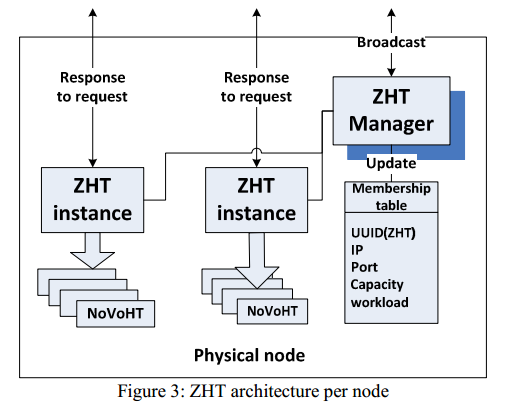 Broadcast
Response
to request
Response
to request
ZHT
Manager
ZHT
instance
ZHT
instance
Update
Membership
table
UUID(ZHT)
IP
Port
Capacity
workload
NoVoHT
NoVoHT
Physical node
Figure 3: ZHT architecture per node